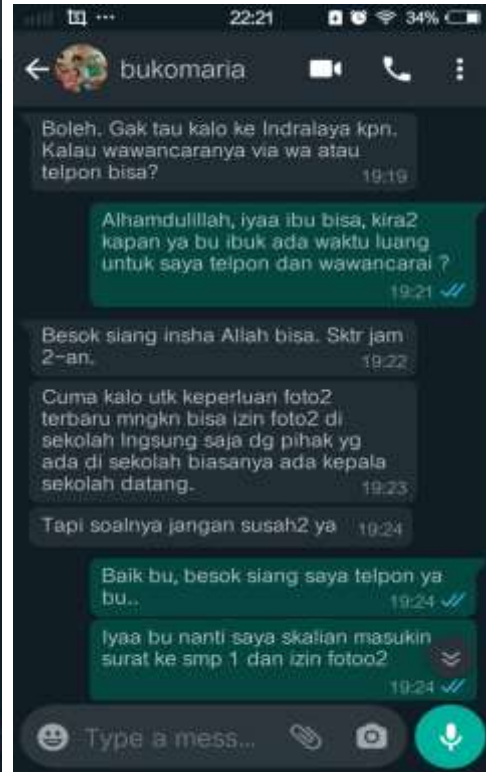 22:21
34%
bukomaria
Boleh. Gak tau kalo ke Indralaya kpn.
Kalau wawancaranya via wa atau
telpon bisa?
19:19
Alhamdulillah, iyaa ibu bisa, kira2
kapan ya bu ibuk ada waktu luang
untuk saya telpon dan wawancarai ?
19:21
Besok siang insha Allah bisa. Sktr jam
2-an.
19:22
Cuma kalo utk keperluan foto2
terbaru mngkn bisa izin foto2 di
sekolah lngsung saja dg pihak yg
ada di sekolah biasanya ada kepala
sekolah datang.
19:23
Tapi soalnya jangan susah2 ya
19:24
Baik bu, besok siang saya telpon ya
bu..
19:24
Iyaa bu nanti saya skalian masukin
surat ke smp 1 dan izin fotoo2
19:24
Type a mess...